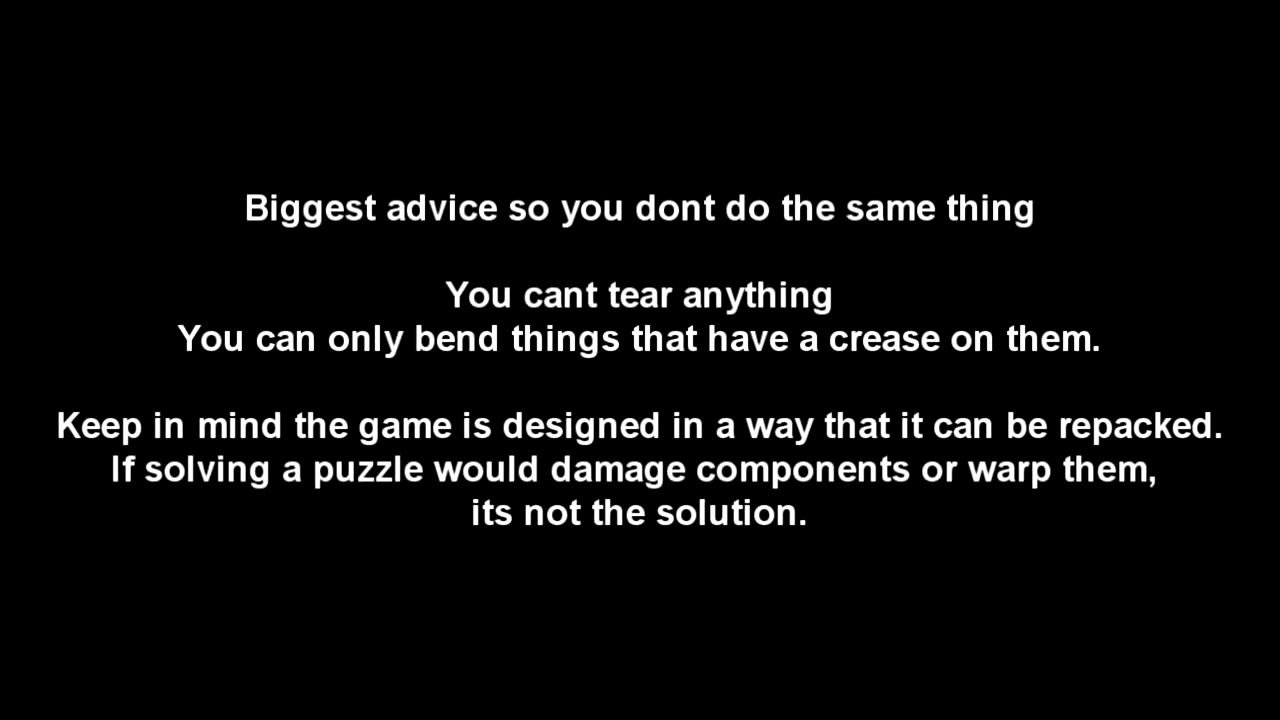 Biggest advice so you dont do the same thing
You cant tear anything
You can only bend things that have a crease on them.
Keep in mind the game is designed in a way that it can be repacked.
If solving a puzzle would damage components or warp them,
its not the solution.